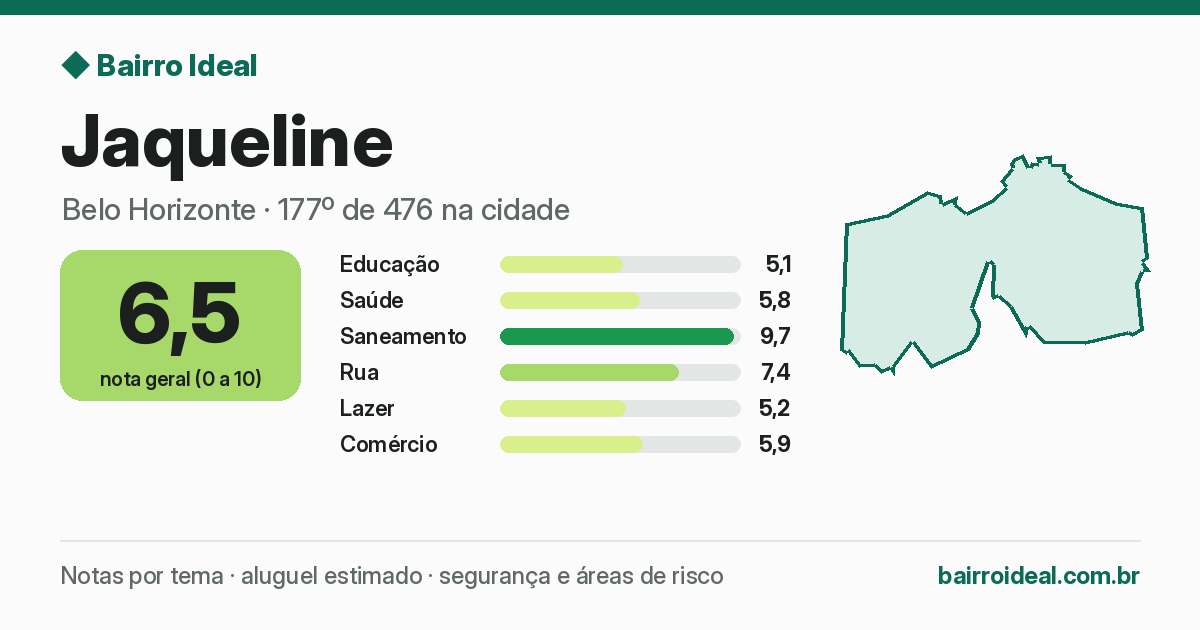 Bairro Ideal
Jaqueline
Belo Horizonte · 177º de 476 na cidade
6,5
nota geral (0 a 10)
Educação 5,1
Saúde 5,8
Saneamento 9,7
Rua 7,4
Lazer 5,2
Comércio 5,9
Notas por tema · aluguel estimado · segurança e áreas de risco
bairroideal.com.br